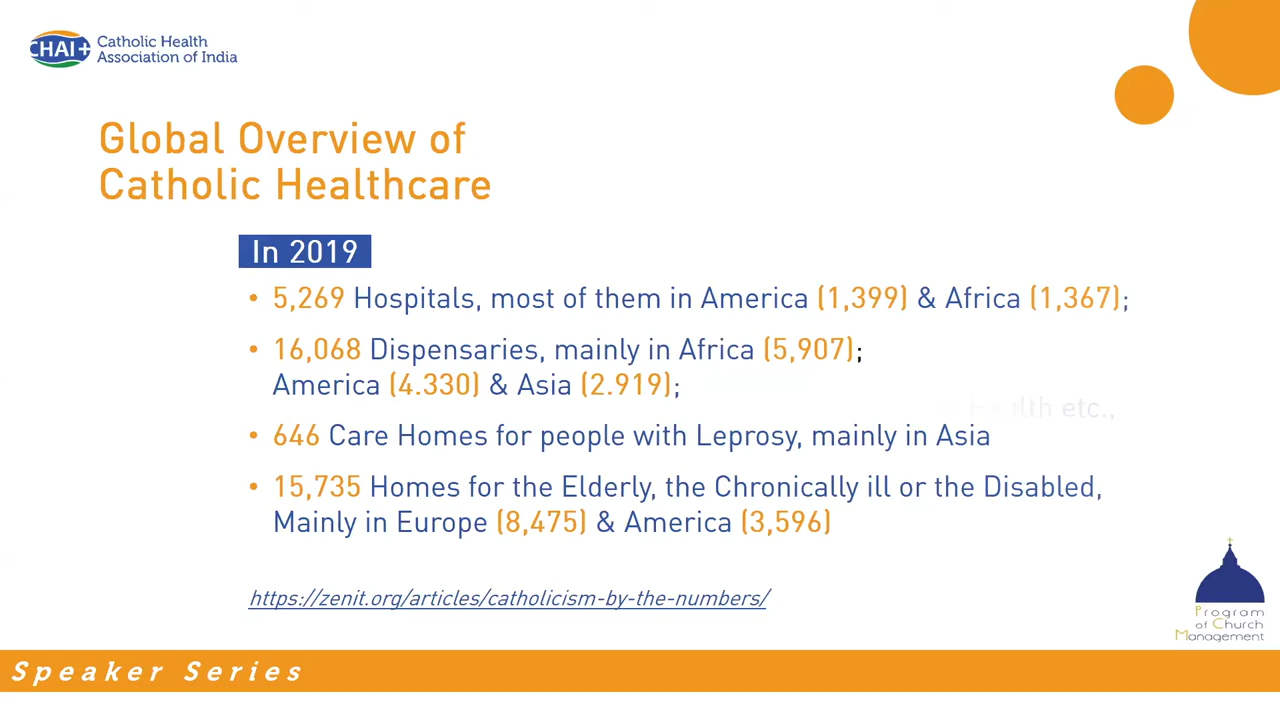 CHAI+ Catholic Health
Association of India
Global Overview of
Catholic Healthcare
In 2019
• 5,269 Hospitals, most of them in America (1,399) & Africa (1,367);
• 16,068 Dispensaries, mainly in Africa (5,907);
America (4.330) & Asia (2.919);
Health etc.,
• 646 Care Homes for people with Leprosy, mainly in Asia
• 15,735 Homes for the Elderly, the Chronically ill or the Disabled,
Mainly in Europe (8,475) & America (3,596)
https://zenit.org/articles/catholicism-by-the-numbers/
Program
of Church
Management
Speaker Series